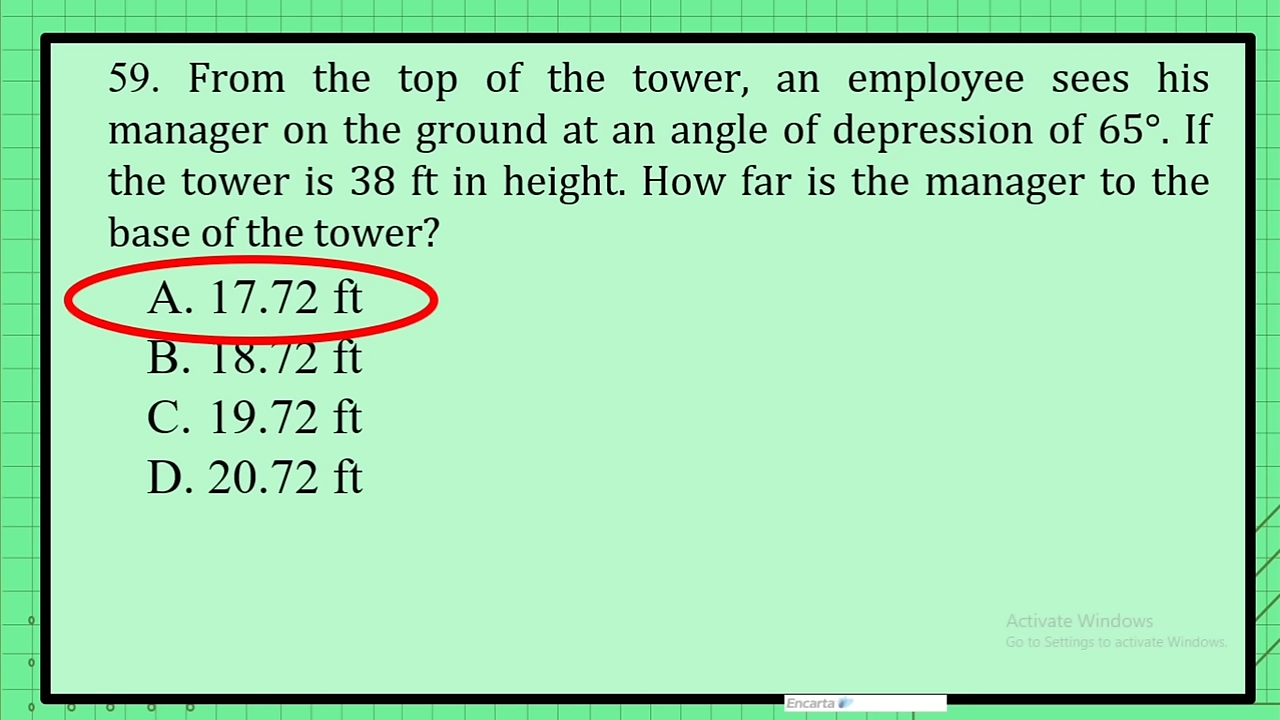 59. From the top of the tower, an employee sees his
manager on the ground at an angle of depression of 65°. If
the tower is 38 ft in height. How far is the manager to the
base of the tower?
A. 17.72 ft
B. 18.72 ft
C. 19.72 ft
D. 20.72 ft
Activate Windows
Go to Settings to activate Windows.
Encarta